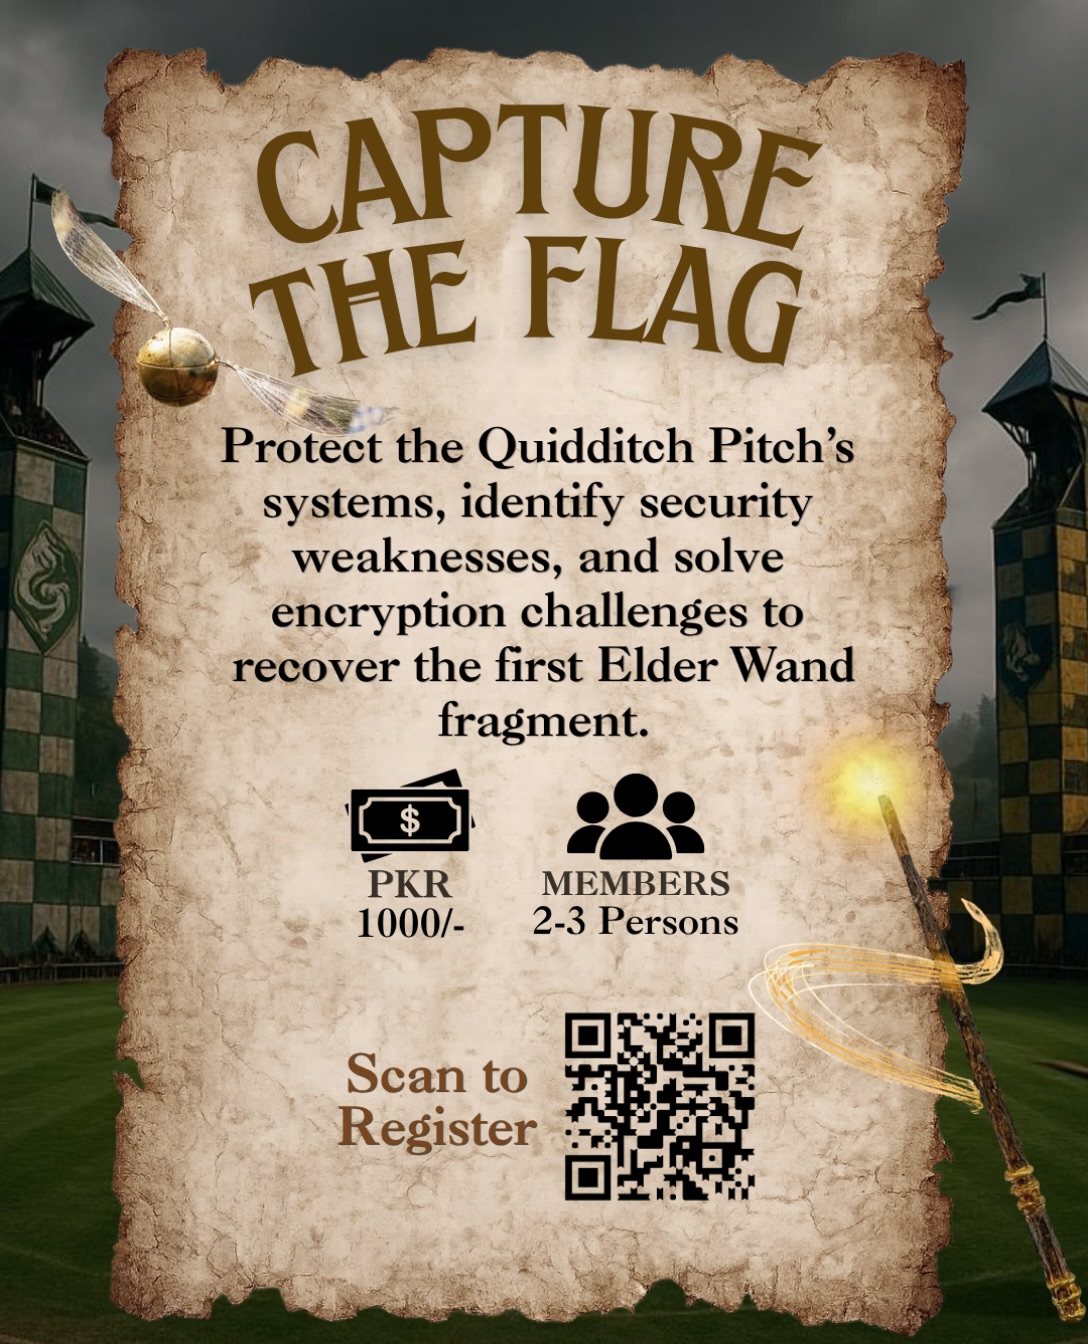 CAPTURE
THE FLAG
Protect the Quidditch Pitch's
systems, identify security
weaknesses, and solve
encryption challenges to
recover the first Elder Wand
fragment.
$
PKR
1000/-
MEMBERS
2-3 Persons
Scan to
Register